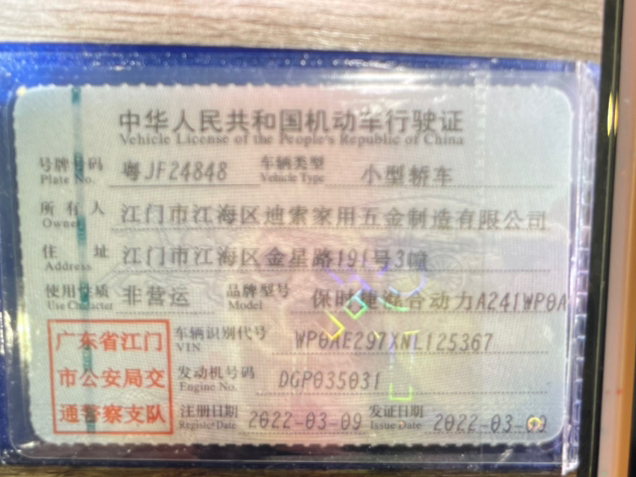 中华人民共和国机动车行驶证
Vehicle License of the People's Republic of China
号牌号码 粤JF24848 车辆类型 小型轿车
Plate No. Vehicle Type
所有人 江门市江海区迪索家用五金制造有限公司
Owner
住址 江门市江海区金星路191号3幢
Address
使用性质 非营运 品牌型号 保时捷混合动力A241WP0A
Use Character Model
广东省江门
市公安局交
通警察支队
车辆识别代号 WP0AE297XNL125367
VIN
发动机号码 DGP035031
Engine No.
注册日期 2022-03-09 发证日期 2022-03-09
Register Date Issue Date